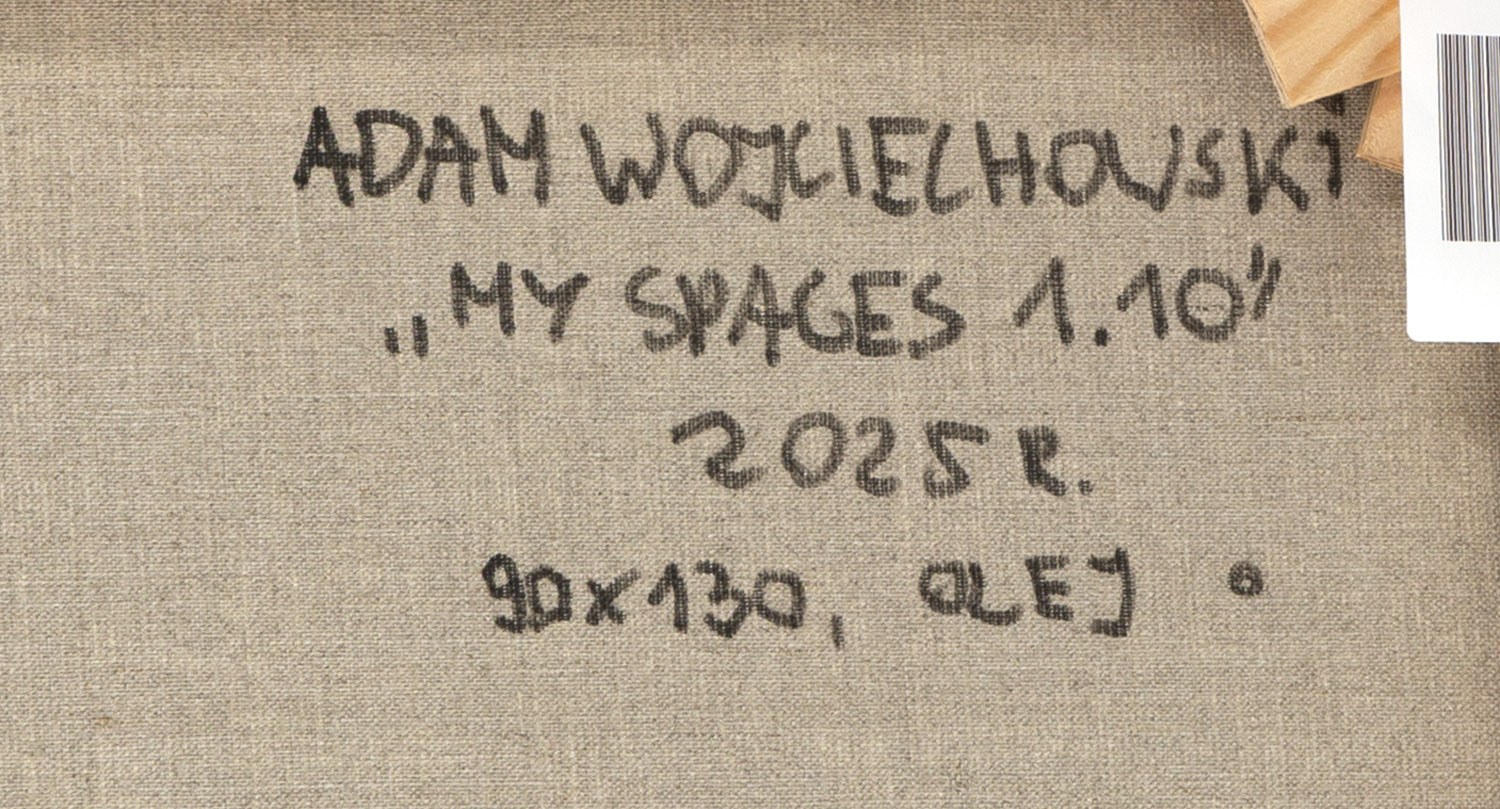 ADAM WOJCIECHOWSKI
„MY SPACES 1.10”
2025 R.
90x130, OLEJ